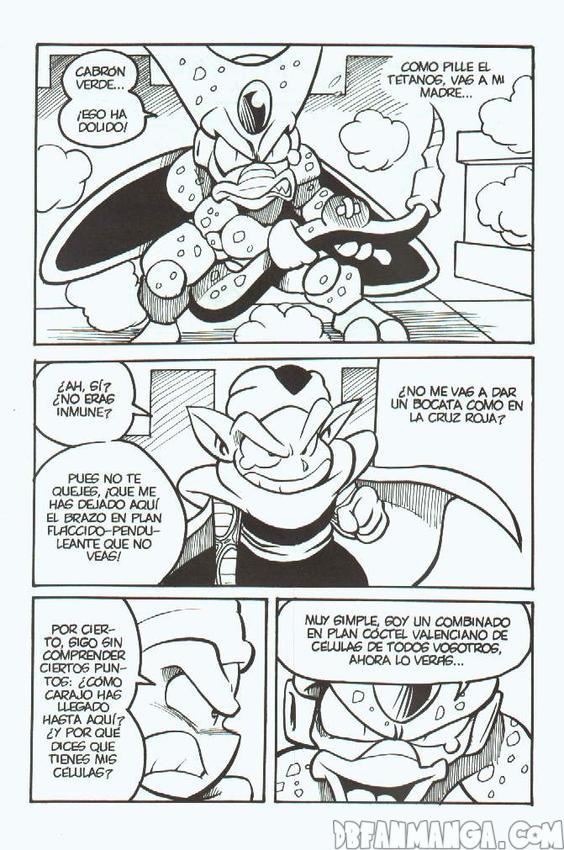 CABRÓN
VERDE...
¡ESO HA
DOLIDO!
COMO PILLE EL
TETANOS, VAS A MI
MADRE...
¿AH, SÍ?
¿NO ERAS
INMUNE?
¿NO ME VAS A DAR
UN BOCATA COMO EN
LA CRUZ ROJA?
PUES NO TE
QUEJES, ¡QUE ME
HAS DEJADO AQUÍ
EL BRAZO EN PLAN
FLÁCCIDO-PENDU-
LEANTE QUE NO
VEAS!
POR CIER-
TO, SIGO SIN
COMPRENDER
CIERTOS PUN-
TOS: ¿CÓMO
CARAJO HAS
LLEGADO
HASTA AQUÍ?
¿Y POR QUÉ
DICES QUE
TIENES MIS
CÉLULAS?
MUY SIMPLE, SOY UN COMBINADO
EN PLAN CÓCTEL VALENCIANO DE
CÉLULAS DE TODOS VOSOTROS,
AHORA LO VERÁS...
DBFANMANGA.COM